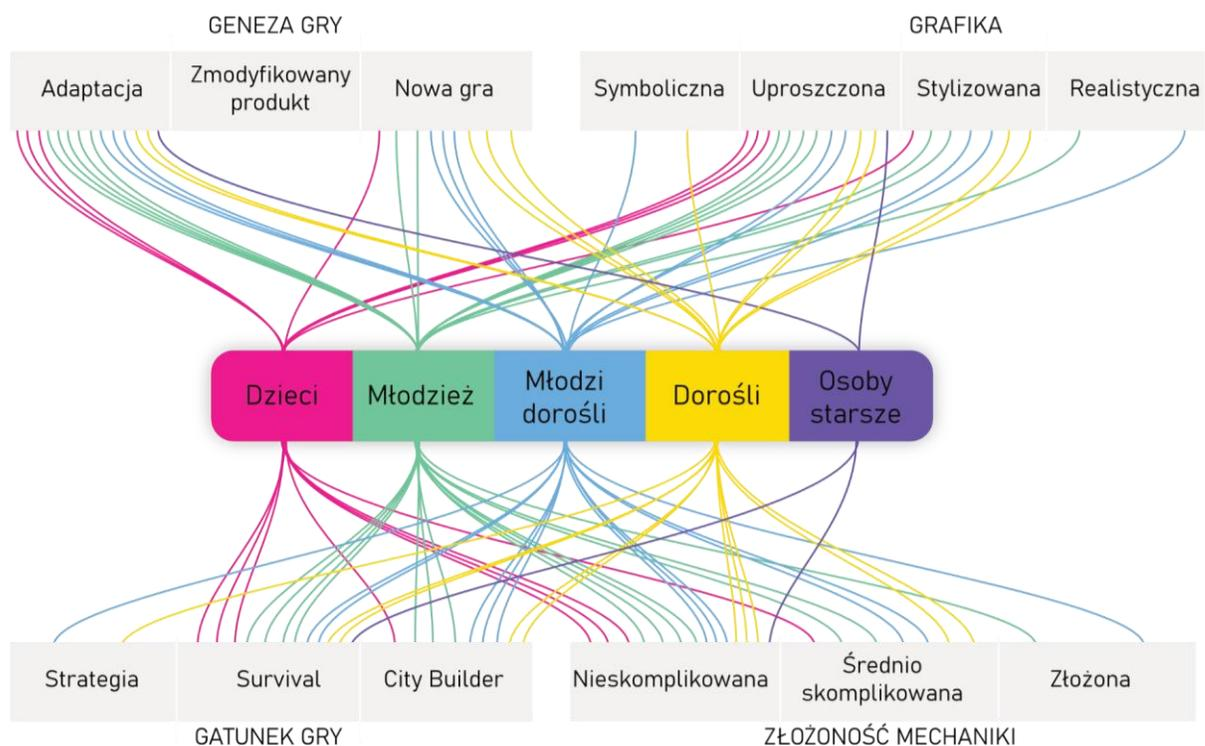 GENEZA GRY
GRAFIKA
Adaptacja
Zmodyfikowany
produkt
Nowa gra
Symboliczna
Uproszczona
Stylizowana
Realistyczna
Dzieci
Młodzież
Młodzi
dorośli
Dorośli
Osoby
starsze
Strategia
Survival
City Builder
Nieskomplikowana
Średnio
skomplikowana
Złożona
GATUNEK GRY
ZŁOŻONOŚĆ MECHANIKI